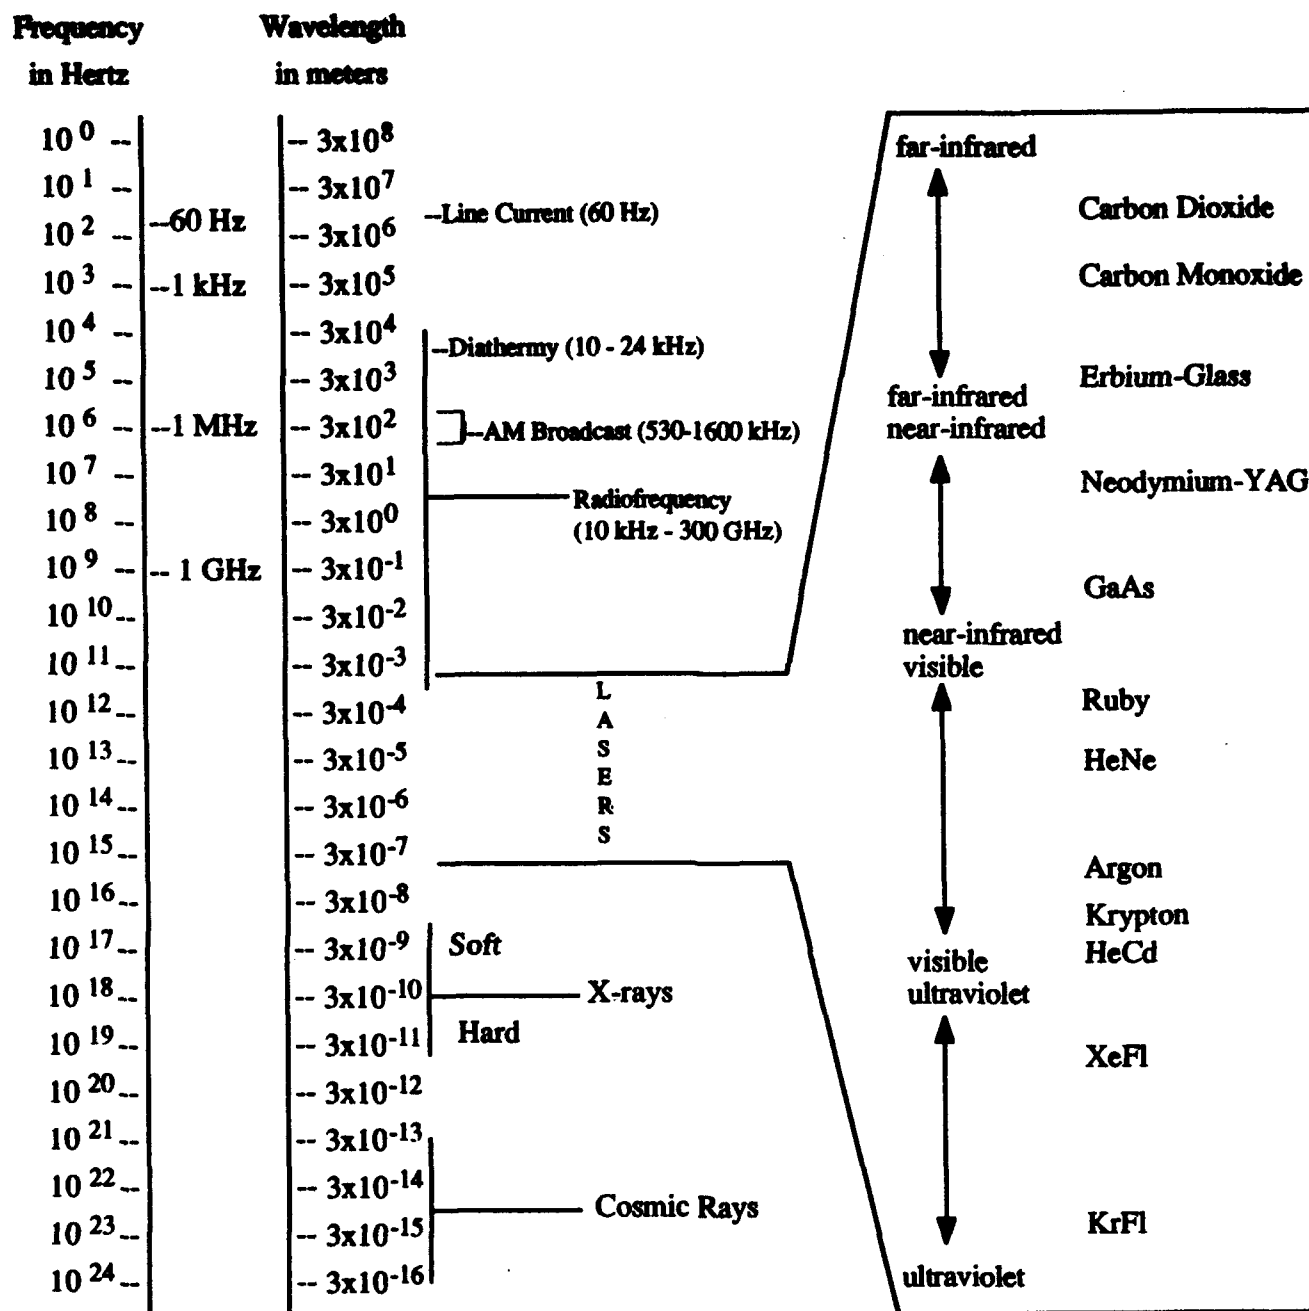 Frequency
in Hertz
Wavelength
in meters
10 0 -- -- 3x10 8
10 1 -- -- 3x10 7
--60 Hz
--Line Current (60 Hz)
10 2 -- -- 3x10 6
10 3 -- --1 kHz -- 3x10 5
10 4 -- -- 3x10 4
--Diathermy (10 - 24 kHz)
10 5 -- -- 3x10 3
10 6 -- --1 MHz -- 3x10 2
--AM Broadcast (530-1600 kHz)
10 7 -- -- 3x10 1
Radiofrequency
(10 kHz - 300 GHz)
10 8 -- -- 3x10 0
10 9 -- -- 1 GHz -- 3x10 -1
10 10-- -- 3x10 -2
10 11-- -- 3x10 -3
10 12-- -- 3x10 -4
10 13-- -- 3x10 -5
10 14-- -- 3x10 -6
10 15-- -- 3x10 -7
L
A
S
E
R
S
10 16-- -- 3x10 -8
10 17-- -- 3x10 -9
Soft
10 18-- -- 3x10 -10
X-rays
10 19-- -- 3x10 -11
Hard
10 20-- -- 3x10 -12
10 21-- -- 3x10 -13
10 22-- -- 3x10 -14
Cosmic Rays
10 23-- -- 3x10 -15
10 24-- -- 3x10 -16
far-infrared
Carbon Dioxide
Carbon Monoxide
Erbium-Glass
far-infrared
near-infrared
Neodymium-YAG
GaAs
near-infrared
visible
Ruby
HeNe
Argon
Krypton
HeCd
visible
ultraviolet
XeFl
KrFl
ultraviolet